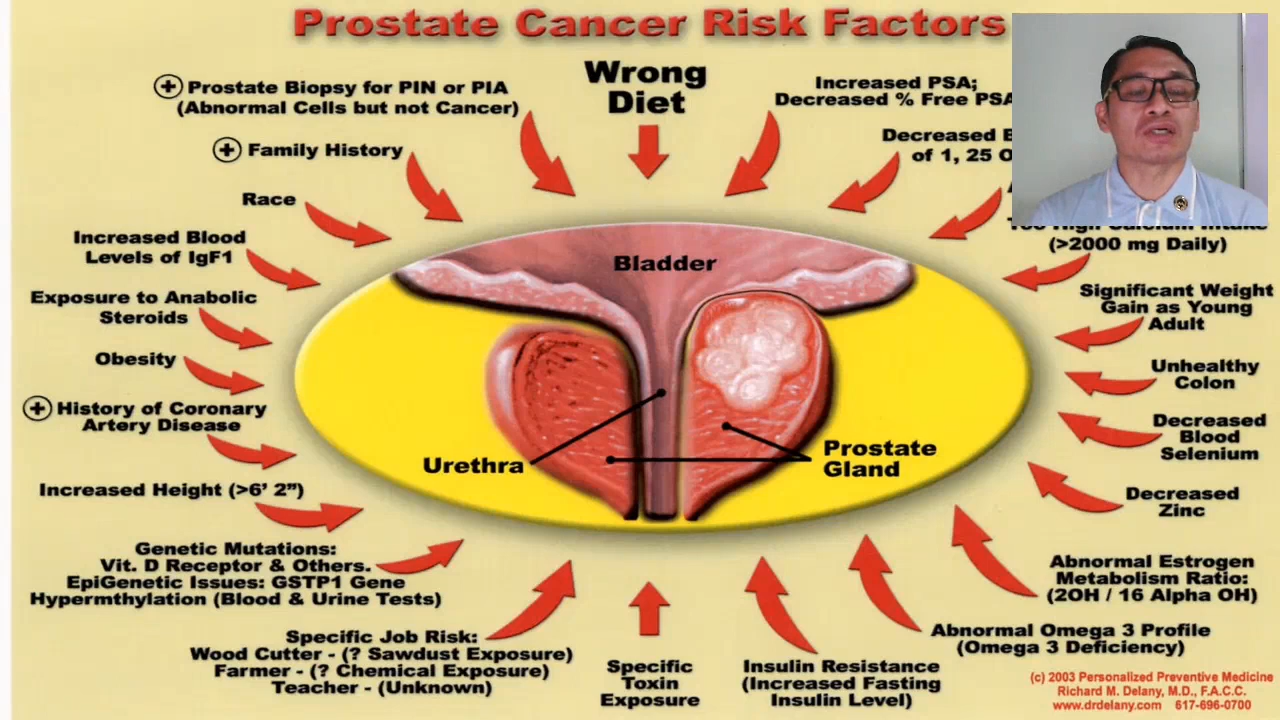 Prostate Cancer Risk Factors
+ Prostate Biopsy for PIN or PIA
(Abnormal Cells but not Cancer)
Wrong
Diet
Increased PSA;
Decreased % Free PSA
+ Family History
Decreased
of 1, 25
Race
Increased Blood
Levels of IgF1
(>2000 mg Daily)
Exposure to Anabolic
Steroids
Significant Weight
Gain as Young
Adult
Obesity
Unhealthy
Colon
+ History of Coronary
Artery Disease
Decreased
Blood
Selenium
Increased Height (>6' 2")
Decreased
Zinc
Bladder
Urethra
Prostate
Gland
Genetic Mutations:
Vit. D Receptor & Others.
EpiGenetic Issues: GSTP1 Gene
Hypermthylation (Blood & Urine Tests)
Abnormal Estrogen
Metabolism Ratio:
(2OH / 16 Alpha OH)
Specific Job Risk:
Wood Cutter - (? Sawdust Exposure)
Farmer - (? Chemical Exposure)
Teacher - (Unknown)
Specific
Toxin
Exposure
Insulin Resistance
(Increased Fasting
Insulin Level)
Abnormal Omega 3 Profile
(Omega 3 Deficiency)
(c) 2003 Personalized Preventive Medicine
Richard M. Delany, M.D., F.A.C.C.
www.drdelany.com 617-696-0700